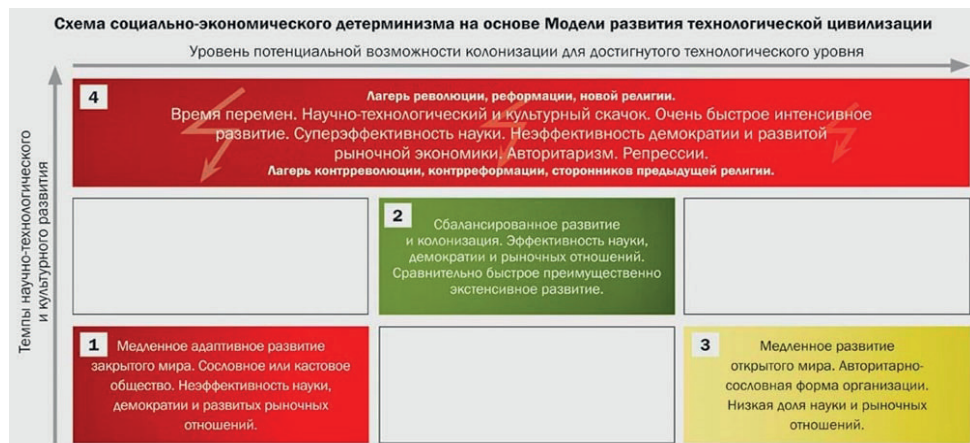 Схема социально-экономического детерминизма на основе Модели развития технологической цивилизации
Уровень потенциальной возможности колонизации для достигнутого технологического уровня
Темпы научно-технологического
и культурного развития
4
Лагерь революции, реформации, новой религии.
Время перемен. Научно-технологический и культурный скачок. Очень быстрое интенсивное
развитие. Суперэффективность науки. Неэффективность демократии и развитой
рыночной экономики. Авторитаризм. Репрессии.
Лагерь контрреволюции, контрреформации, сторонников предыдущей религии.
2
Сбалансированное развитие
и колонизация. Эффективность науки,
демократии и рыночных отношений.
Сравнительно быстрое преимущественно
экстенсивное развитие.
1
Медленное адаптивное развитие
закрытого мира. Сословное или кастовое
общество. Неэффективность науки,
демократии и развитых рыночных
отношений.
3
Медленное развитие
открытого мира. Авторитарно-
сословная форма организации.
Низкая доля науки и рыночных
отношений.